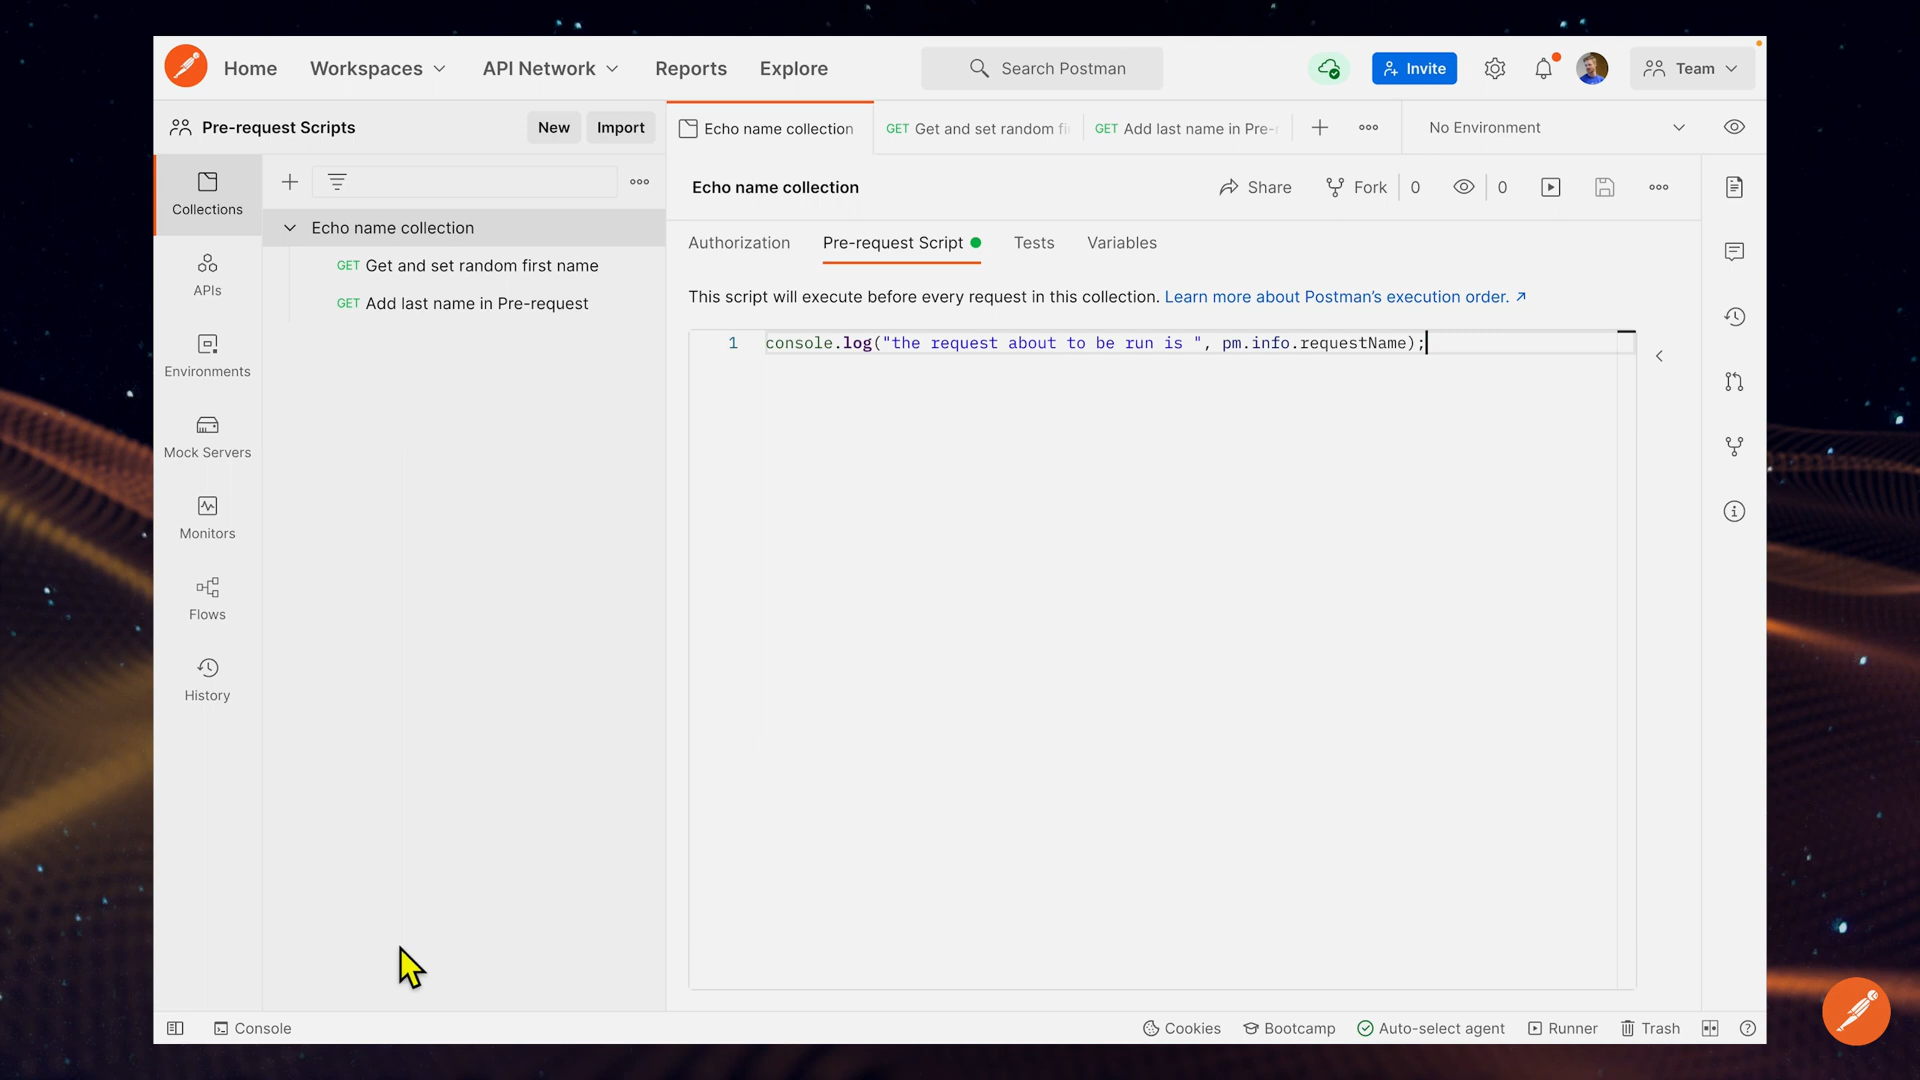 Home Workspaces API Network Reports Explore Search Postman Invite Team
Pre-request Scripts New Import
Echo name collection GET Get and set random fi GET Add last name in Pre- No Environment
Collections
APIs
Environments
Mock Servers
Monitors
Flows
History
Echo name collection
GET Get and set random first name
GET Add last name in Pre-request
Echo name collection Share Fork 0 0
Authorization Pre-request Script Tests Variables
This script will execute before every request in this collection. Learn more about Postman’s execution order. ↗
1 console.log("the request about to be run is ", pm.info.requestName);
Console Cookies Bootcamp Auto-select agent Runner Trash